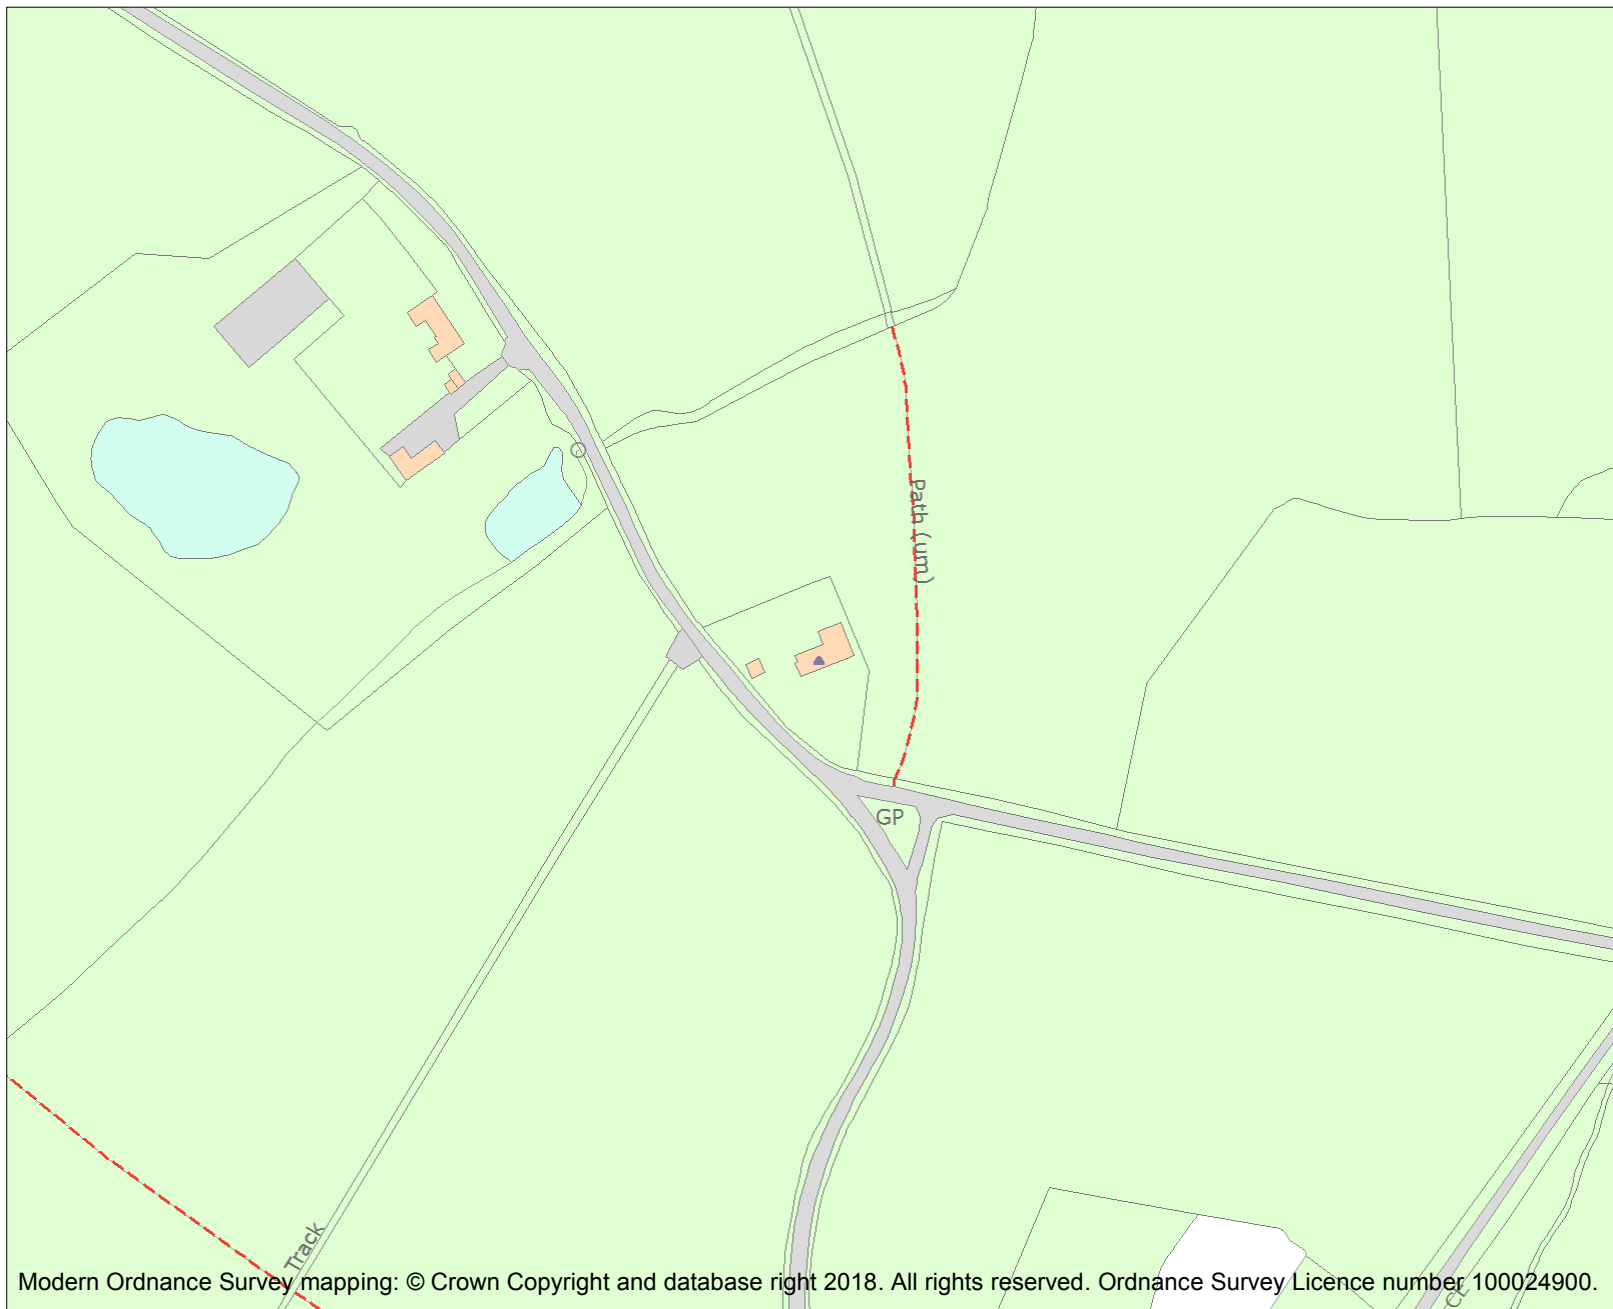 Path (um)
GP
Track
CL
Modern Ordnance Survey mapping: © Crown Copyright and database right 2018. All rights reserved. Ordnance Survey Licence number 100024900.